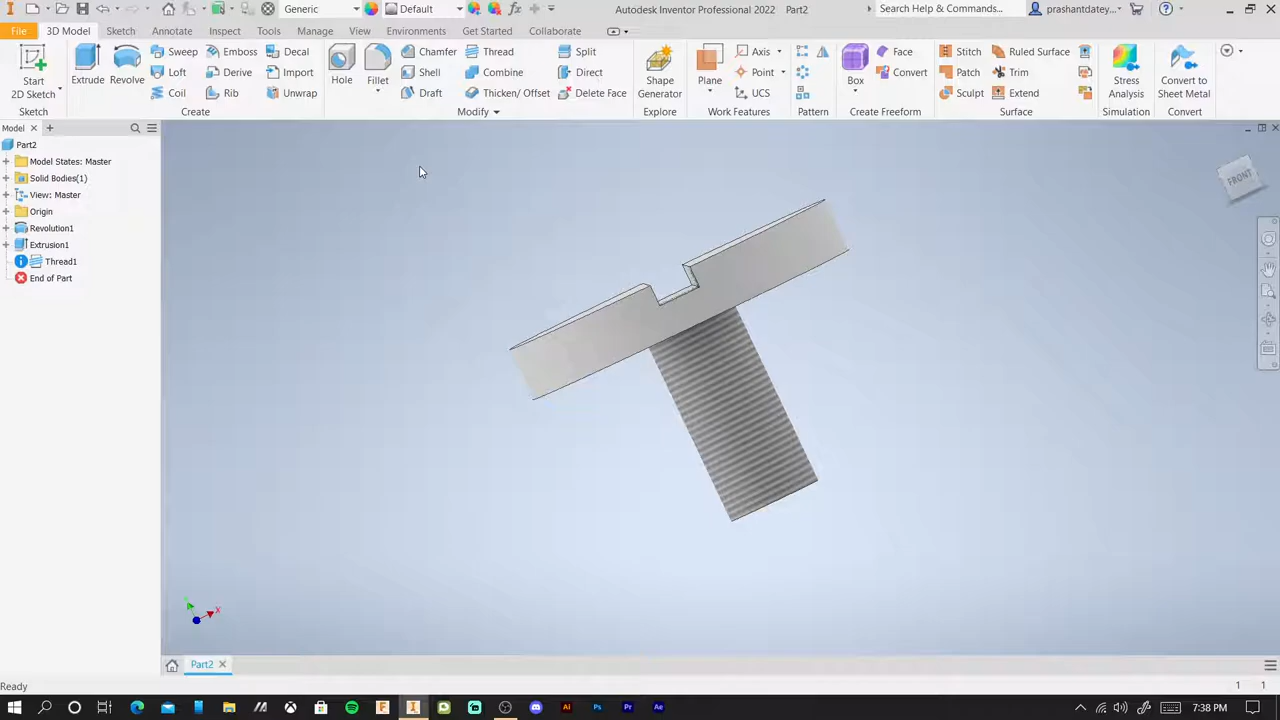 Generic
Default
Autodesk Inventor Professional 2022 Part2
Search Help & Commands...
prashantdatey...
File
3D Model
Sketch
Annotate
Inspect
Tools
Manage
View
Environments
Get Started
Collaborate
Start
2D Sketch
Extrude
Revolve
Sweep
Emboss
Decal
Loft
Derive
Import
Coil
Rib
Unwrap
Hole
Fillet
Chamfer
Thread
Split
Shell
Combine
Direct
Draft
Thicken/ Offset
Delete Face
Shape
Generator
Plane
Axis
Point
UCS
Box
Face
Convert
Stitch
Ruled Surface
Patch
Trim
Sculpt
Extend
Stress
Analysis
Convert to
Sheet Metal
Sketch
Create
Modify
Explore
Work Features
Pattern
Create Freeform
Surface
Simulation
Convert
Model
Part2
Model States: Master
Solid Bodies(1)
View: Master
Origin
Revolution1
Extrusion1
Thread1
End of Part
FRONT
X
Part2
Ready
1 1
7:38 PM